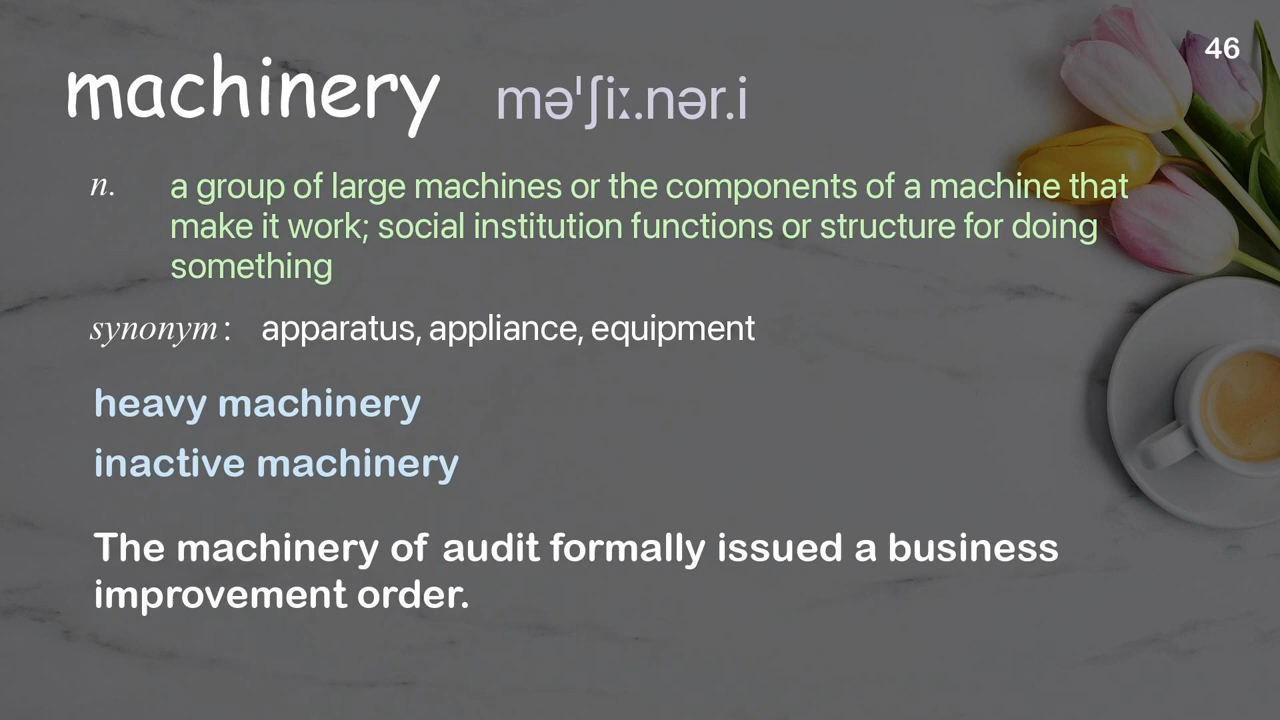 46
machinery məˈʃiː.nər.i
n. a group of large machines or the components of a machine that
make it work; social institution functions or structure for doing
something
synonym: apparatus, appliance, equipment
heavy machinery
inactive machinery
The machinery of audit formally issued a business
improvement order.